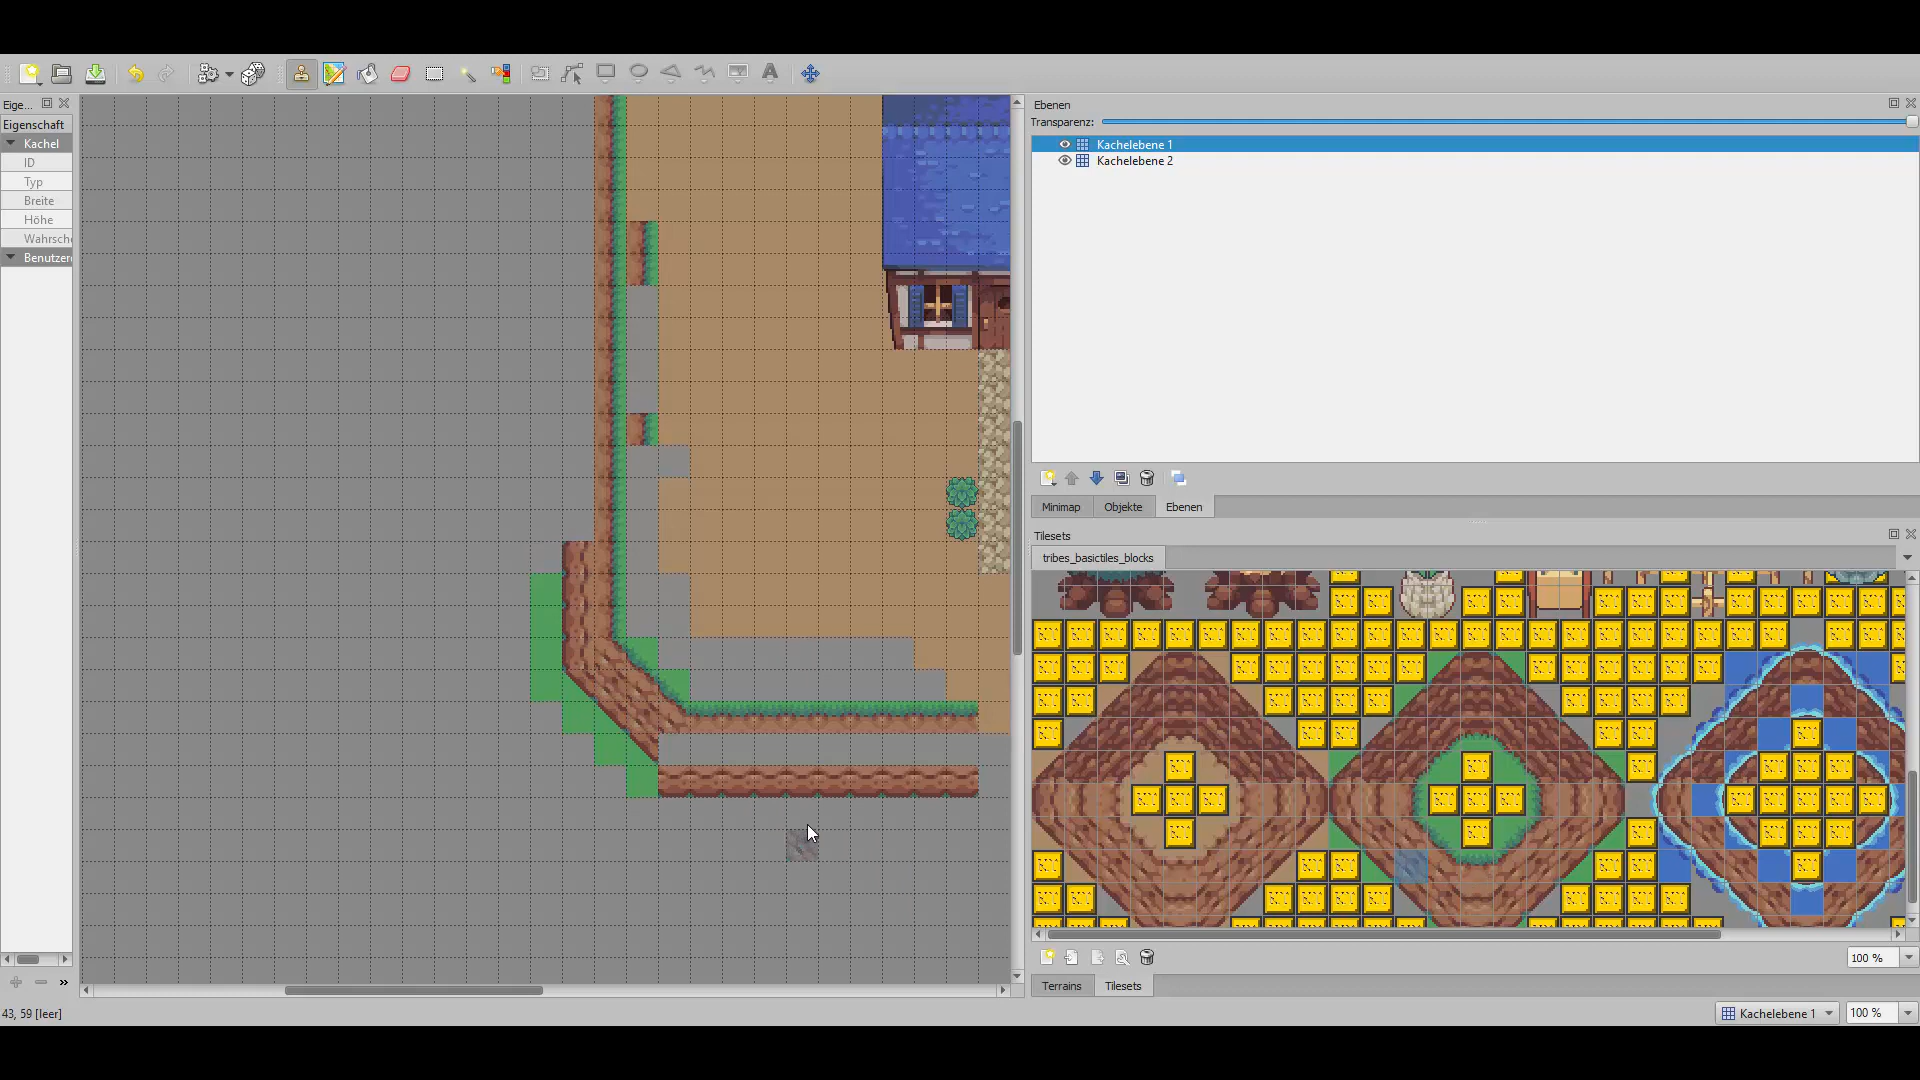 Eige...
Eigenschaft
Kachel
ID
Typ
Breite
Höhe
Wahrsche
Benutzer
43, 59 [leer]
Ebenen
Transparenz:
Kachelebene 1
Kachelebene 2
Minimap
Objekte
Ebenen
Tilesets
tribes_basictiles_blocks
100 %
Terrains
Tilesets
Kachelebene 1
100 %